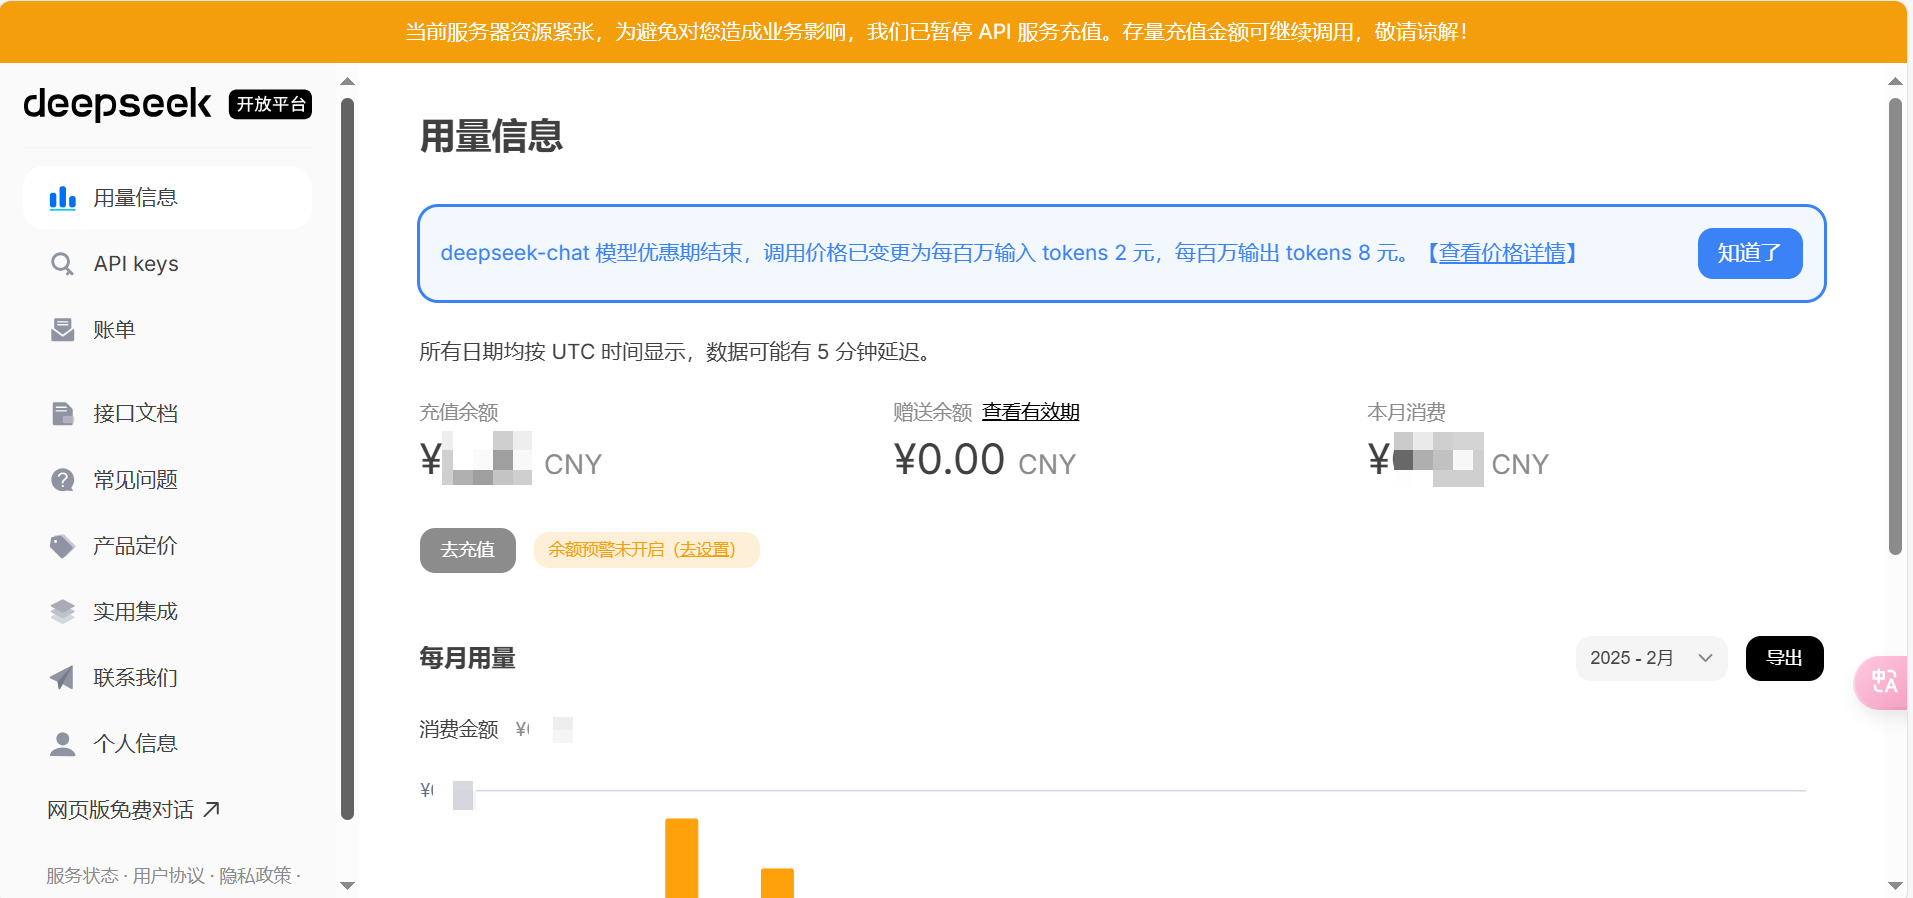 当前服务器资源紧张，为避免对您造成业务影响，我们已暂停 API 服务充值。存量充值金额可继续调用，敬请谅解！
deepseek 开放平台
用量信息
API keys
账单
接口文档
常见问题
产品定价
实用集成
联系我们
个人信息
网页版免费对话
服务状态 · 用户协议 · 隐私政策 ·
用量信息
deepseek-chat 模型优惠期结束，调用价格已变更为每百万输入 tokens 2 元，每百万输出 tokens 8 元。【查看价格详情】 知道了
所有日期均按 UTC 时间显示，数据可能有 5 分钟延迟。
充值余额 赠送余额 查看有效期 本月消费
¥ CNY ¥0.00 CNY ¥ CNY
去充值 余额预警未开启（去设置）
每月用量 2025 - 2月 导出
消费金额 ¥
¥
中A